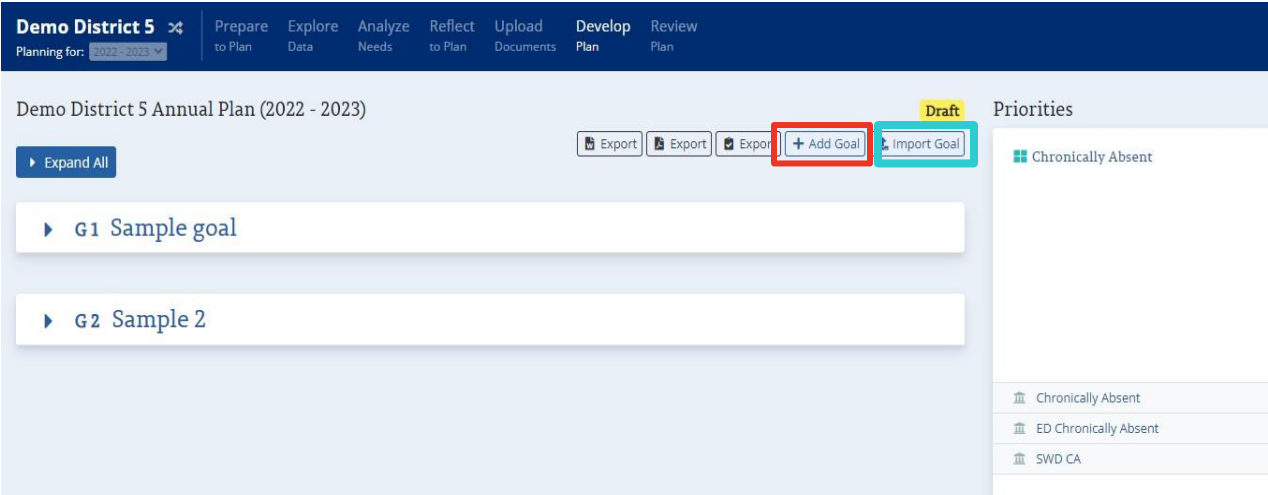 Demo District 5
Planning for: 2022 - 2023
Prepare
to Plan
Explore
Data
Analyze
Needs
Reflect
to Plan
Upload
Documents
Develop
Plan
Review
Plan
Demo District 5 Annual Plan (2022 - 2023)
Draft
Expand All
Export
Export
Expor
+ Add Goal
Import Goal
G1 Sample goal
G2 Sample 2
Priorities
Chronically Absent
Chronically Absent
ED Chronically Absent
SWD CA